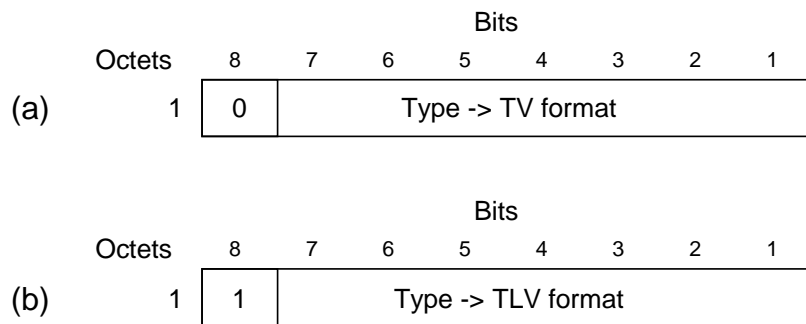 Bits
Octets 8 7 6 5 4 3 2 1
(a) 1 0 Type -> TV format
Bits
Octets 8 7 6 5 4 3 2 1
(b) 1 1 Type -> TLV format